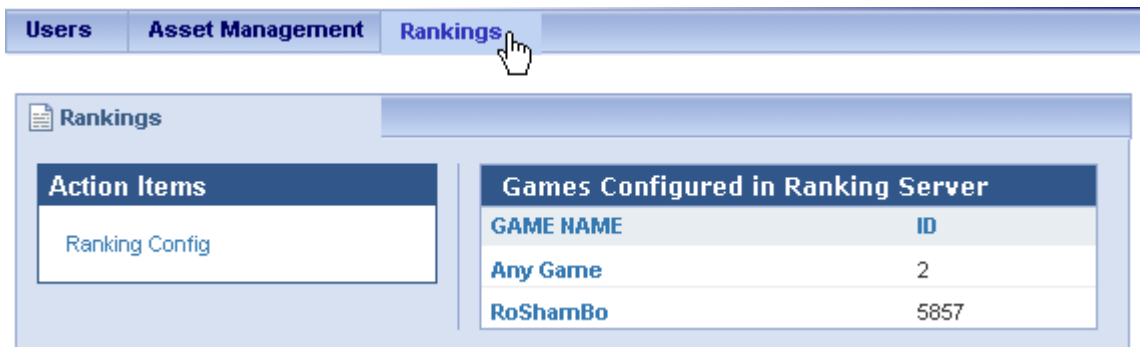 Users Asset Management Rankings
Rankings
Action Items
Ranking Config
Games Configured in Ranking Server
GAME NAME ID
Any Game 2
RoShamBo 5857